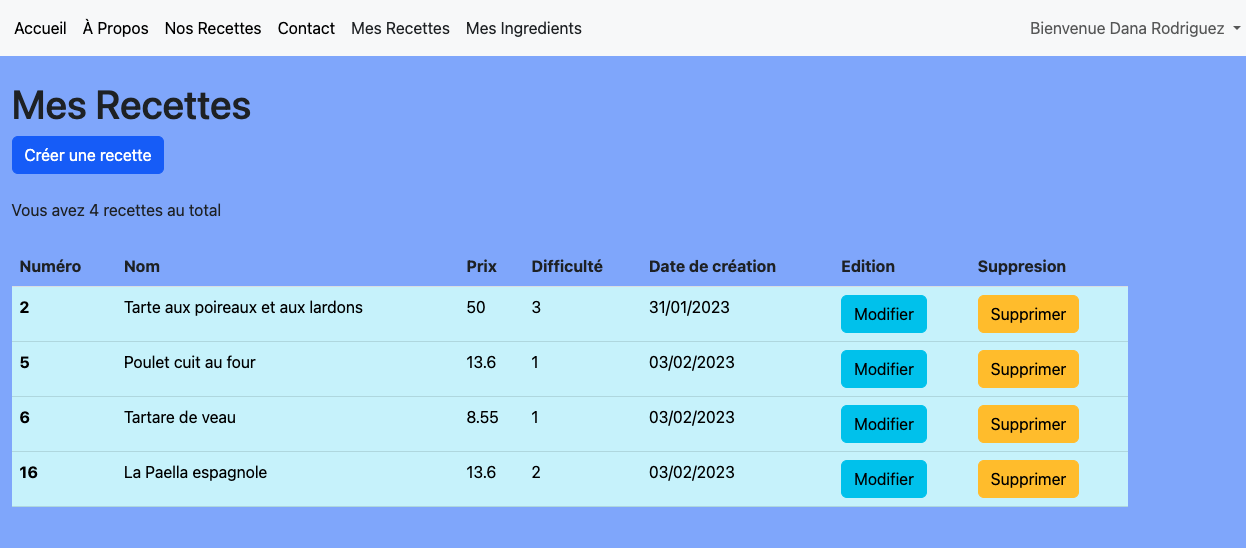 Accueil À Propos Nos Recettes Contact Mes Recettes Mes Ingredients Bienvenue Dana Rodriguez
Mes Recettes
Créer une recette
Vous avez 4 recettes au total
Numéro Nom Prix Difficulté Date de création Edition Suppresion
2 Tarte aux poireaux et aux lardons 50 3 31/01/2023 Modifier Supprimer
5 Poulet cuit au four 13.6 1 03/02/2023 Modifier Supprimer
6 Tartare de veau 8.55 1 03/02/2023 Modifier Supprimer
16 La Paella espagnole 13.6 2 03/02/2023 Modifier Supprimer